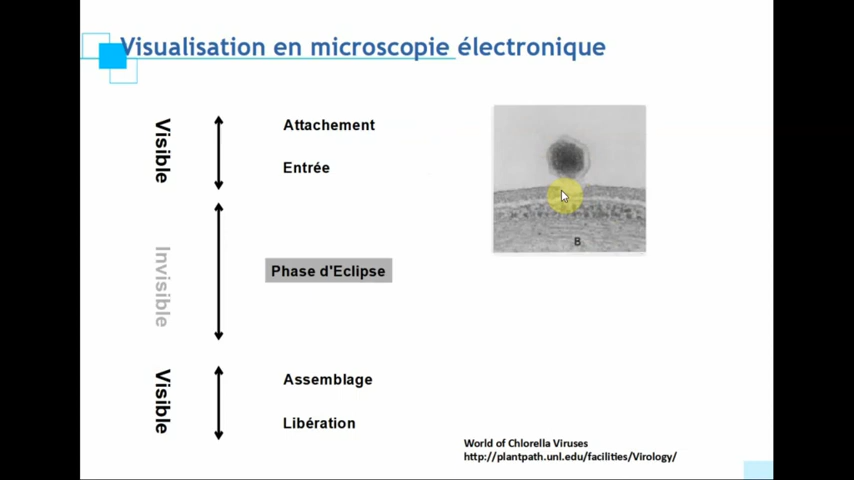 Visualisation en microscopie électronique
Visible
Attachement
Entrée
Invisible
Phase d'Eclipse
Visible
Assemblage
Libération
B
World of Chlorella Viruses
http://plantpath.unl.edu/facilities/Virology/